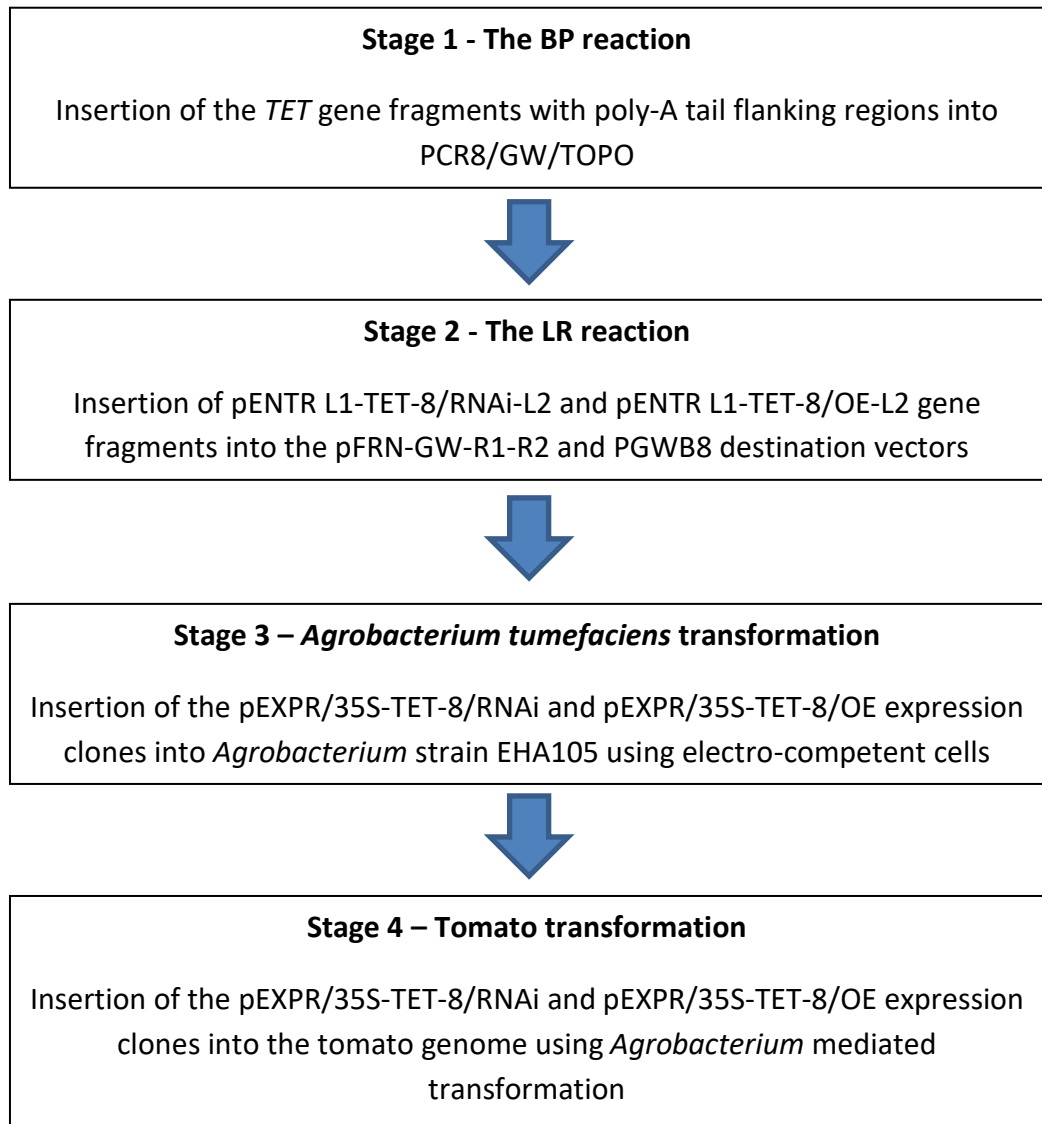 Stage 1 - The BP reaction
Insertion of the TET gene fragments with poly-A tail flanking regions into
PCR8/GW/TOPO
Stage 2 - The LR reaction
Insertion of pENTR L1-TET-8/RNAi-L2 and pENTR L1-TET-8/OE-L2 gene
fragments into the pFRN-GW-R1-R2 and PGWB8 destination vectors
Stage 3 – Agrobacterium tumefaciens transformation
Insertion of the pEXPR/35S-TET-8/RNAi and pEXPR/35S-TET-8/OE expression
clones into Agrobacterium strain EHA105 using electro-competent cells
Stage 4 – Tomato transformation
Insertion of the pEXPR/35S-TET-8/RNAi and pEXPR/35S-TET-8/OE expression
clones into the tomato genome using Agrobacterium mediated
transformation